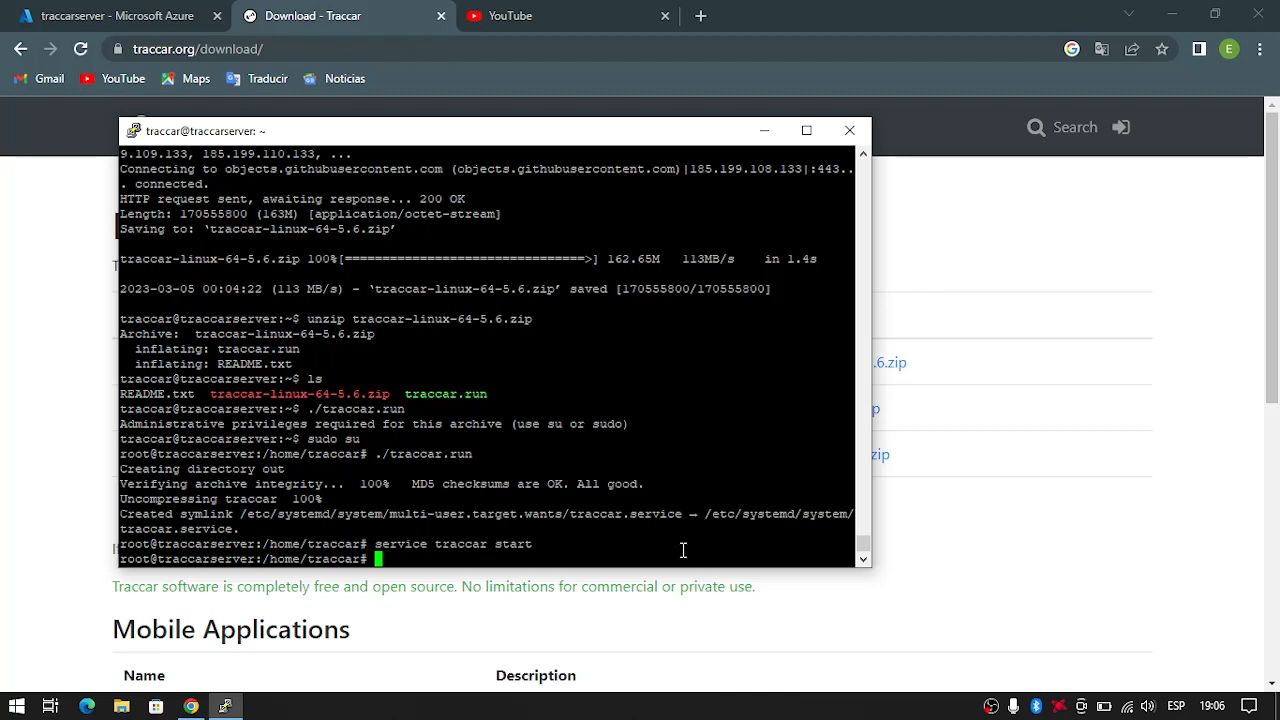 tracarserver - Microsoft Azure
Download - Traccar
YouTube
traccar.org/download/
E
Gmail
YouTube
Maps
Traducir
Noticias
Search
traccar@traccarserver: ~
9.109.133, 185.199.110.133, ...
Connecting to objects.githubusercontent.com (objects.githubusercontent.com)|185.199.108.133|:443..
. connected.
HTTP request sent, awaiting response... 200 OK
Length: 170555800 (163M) [application/octet-stream]
Saving to: ‘traccar-linux-64-5.6.zip’
traccar-linux-64-5.6.zip 100%[================================>] 162.65M 113MB/s in 1.4s
2023-03-05 00:04:22 (113 MB/s) - ‘traccar-linux-64-5.6.zip’ saved [170555800/170555800]
traccar@traccarserver:~$ unzip traccar-linux-64-5.6.zip
Archive: traccar-linux-64-5.6.zip
inflating: traccar.run
inflating: README.txt
traccar@traccarserver:~$ ls
README.txt traccar-linux-64-5.6.zip traccar.run
traccar@traccarserver:~$ ./traccar.run
Administrative privileges required for this archive (use su or sudo)
traccar@traccarserver:~$ sudo su
root@traccarserver:/home/traccar# ./traccar.run
Creating directory out
Verifying archive integrity... 100% MD5 checksums are OK. All good.
Uncompressing traccar 100%
Created symlink /etc/systemd/system/multi-user.target.wants/traccar.service → /etc/systemd/system/
traccar.service.
root@traccarserver:/home/traccar# service traccar start
root@traccarserver:/home/traccar#
.6.zip
p
zip
Traccar software is completely free and open source. No limitations for commercial or private use.
Mobile Applications
Name
Description
ESP
19:06